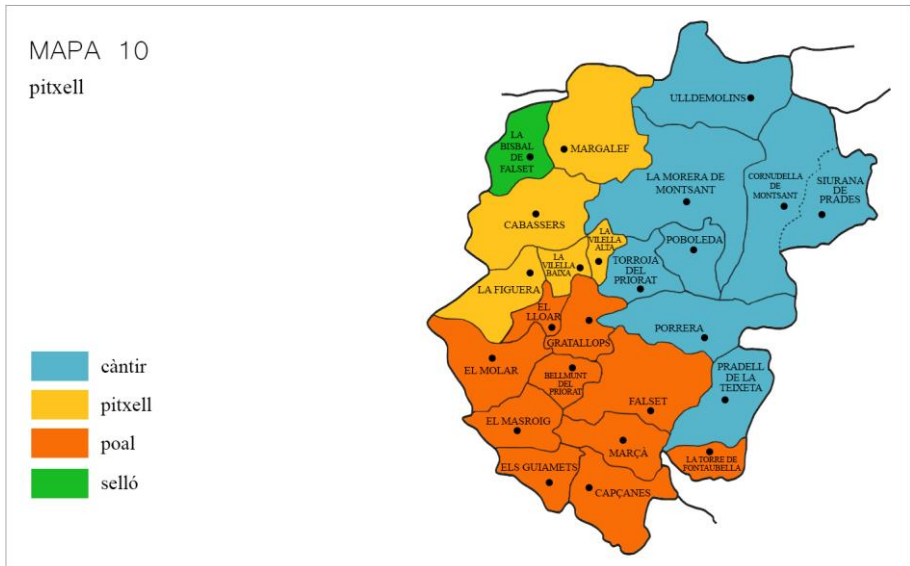 MAPA 10
pitxell
ULLDEMOLINS
LA
BISBAL
DE
FALSET
MARGALEF
LA MORERA DE
MONTSANT
CORNUDELLA
DE
MONTSANT
SIURANA
DE
PRADES
CABASSERS
LA
VILELLA
ALTA
POBOLEDA
LA
VILELLA
BAIXA
TORROJA
DEL
PRIORAT
LA FIGUERA
EL
LLOAR
GRATALLOPS
PORRERA
EL MOLAR
BELLMUNT
DEL
PRIORAT
PRADELL
DE LA
TEIXETA
FALSET
EL MASROIG
MARÇÀ
LA TORRE DE
FONTAUBELLA
ELS GUIAMETS
CAPÇANES
càntir
pitxell
poal
selló